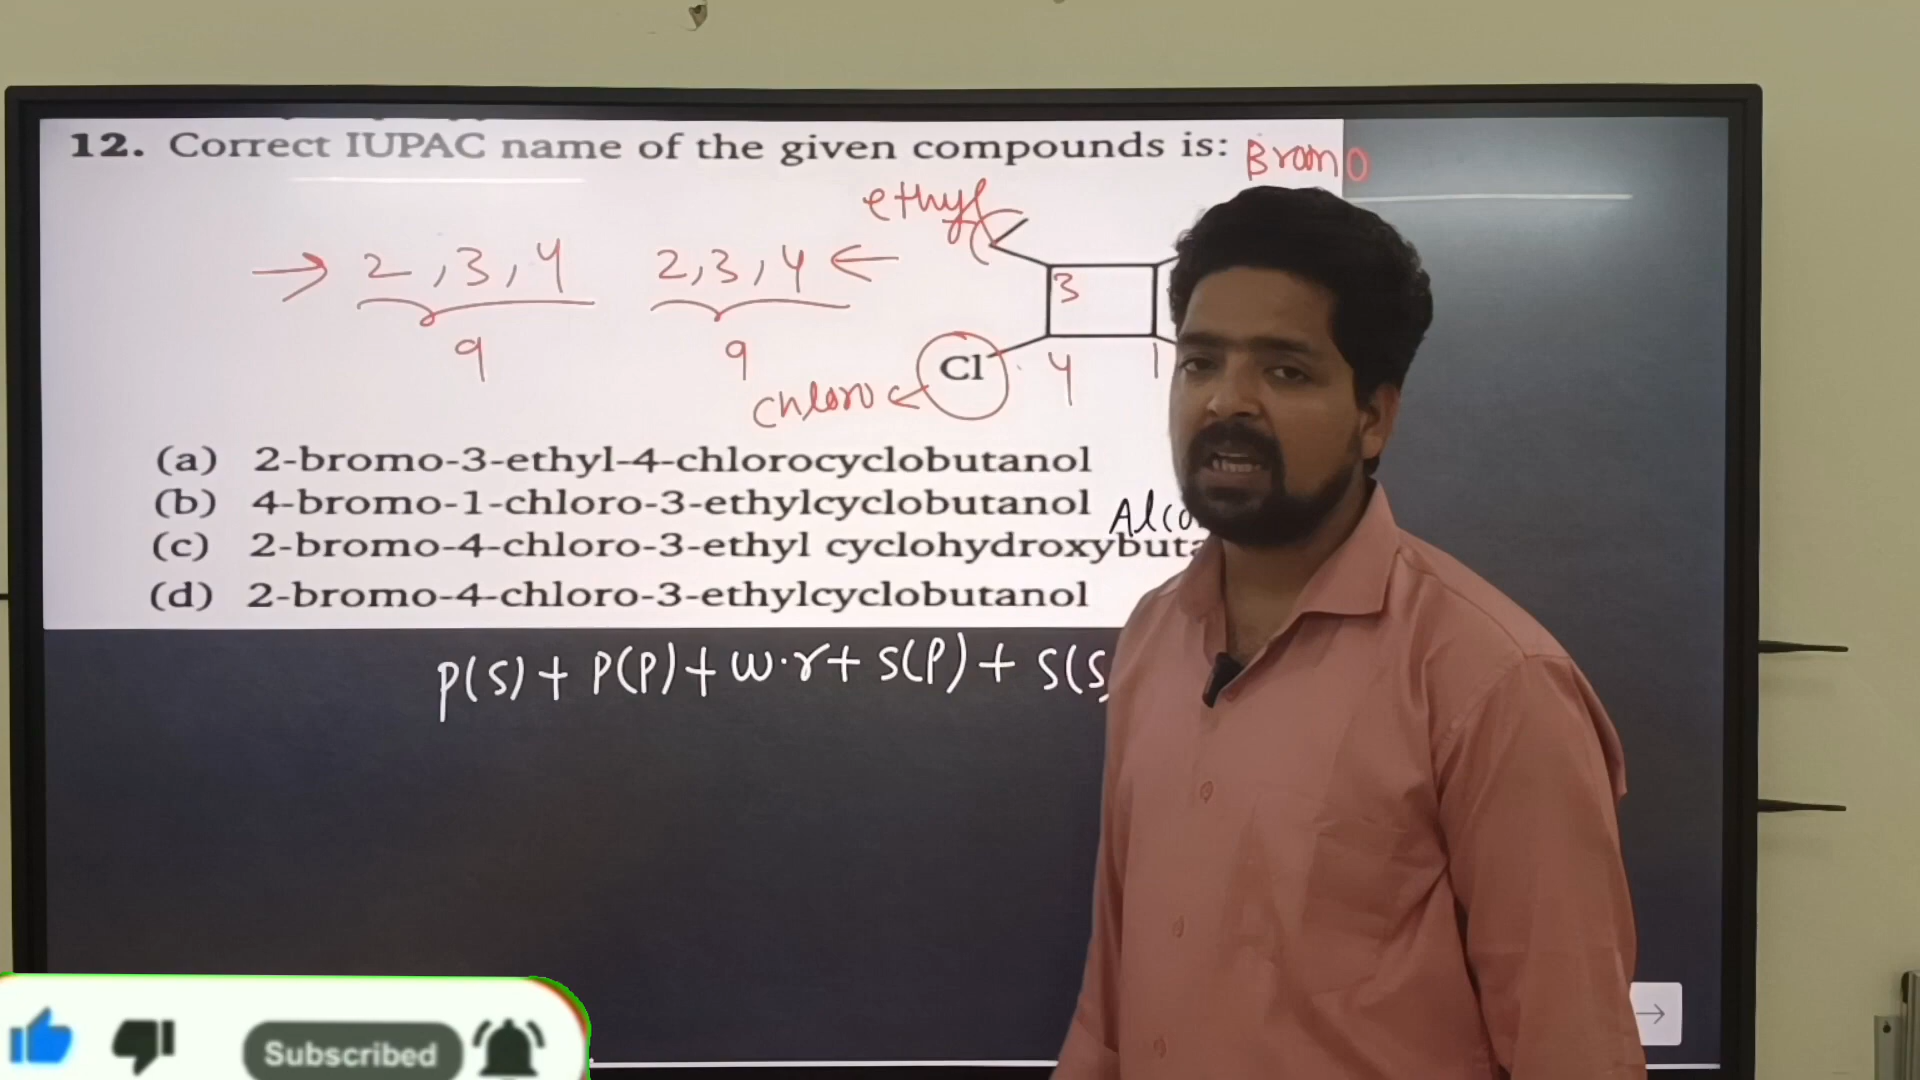 12. Correct IUPAC name of the given compounds is: Bromo
ethyl
→ 2, 3, 4 2, 3, 4 ←
3
9 9
Cl 4 1
chloro ←
(a) 2-bromo-3-ethyl-4-chlorocyclobutanol
(b) 4-bromo-1-chloro-3-ethylcyclobutanol
(c) 2-bromo-4-chloro-3-ethyl
(d) 2-bromo-4-chloro-3-ethylcyclobutanol
P(S) + P(P) + w.r + S(P) + S(S
Subscribed